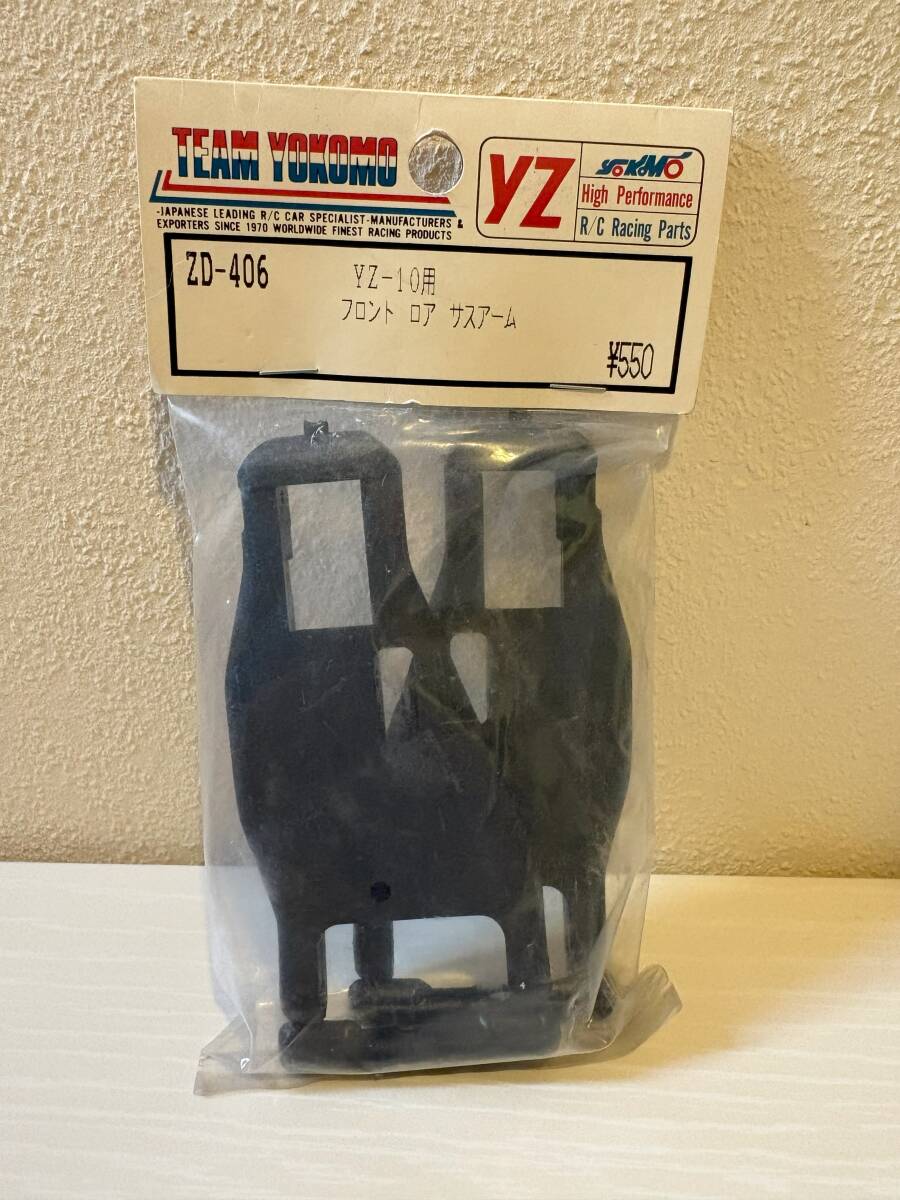 TEAM YOKOMO
-JAPANESE LEADING R/C CAR SPECIALIST-MANUFACTURERS &
EXPORTERS SINCE 1970 WORLDWIDE FINEST RACING PRODUCTS
YZ
YOKOMO
High Performance
R/C Racing Parts
ZD-406
YZ-10用
フロント ロア サスアーム
¥550